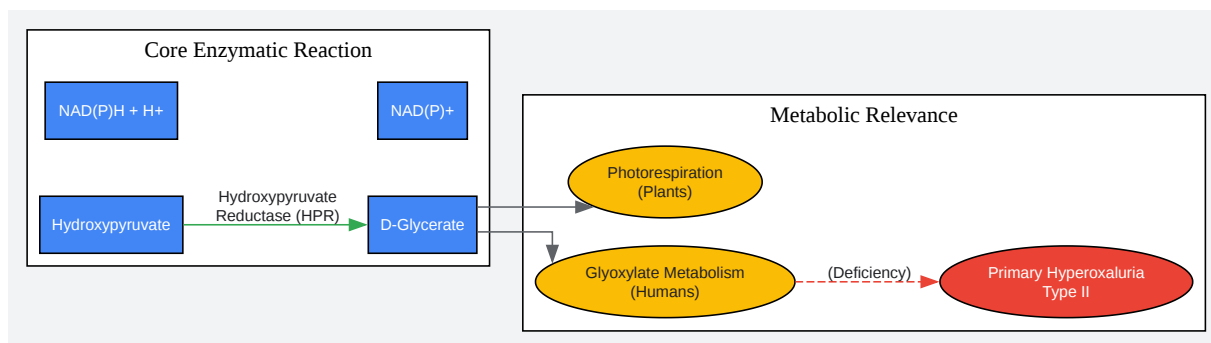 Core Enzymatic Reaction
NAD(P)H + H+
NAD(P)+
Hydroxypyruvate
Hydroxypyruvate
Reductase (HPR)
D-Glycerate
Metabolic Relevance
Photorespiration
(Plants)
Glyoxylate Metabolism
(Humans)
(Deficiency)
Primary Hyperoxaluria
Type II